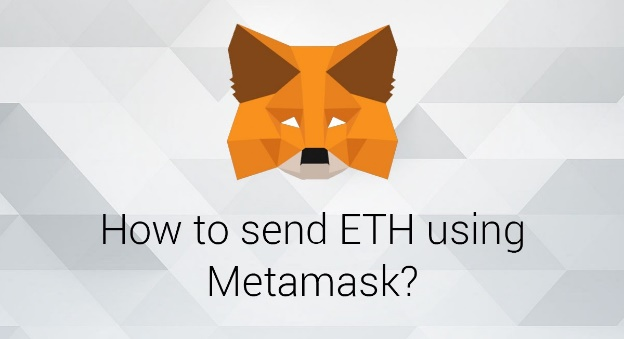 How to send ETH using
Metamask?